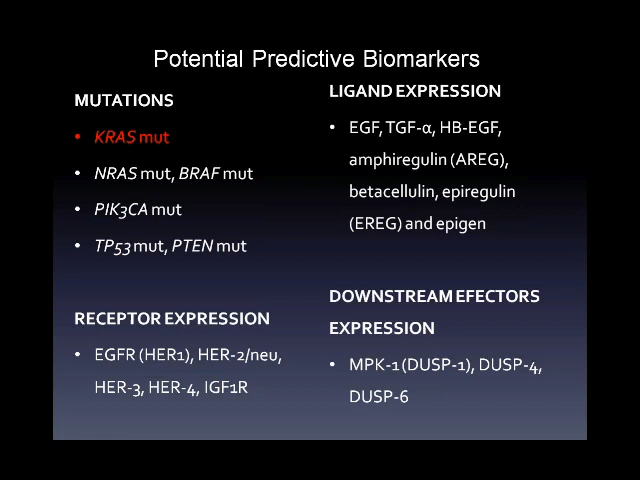 Potential Predictive Biomarkers
MUTATIONS
• KRAS mut
• NRAS mut, BRAF mut
• PIK3CA mut
• TP53 mut, PTEN mut
RECEPTOR EXPRESSION
• EGFR (HER1), HER-2/neu,
HER-3, HER-4, IGF1R
LIGAND EXPRESSION
• EGF, TGF-α, HB-EGF,
amphiregulin (AREG),
betacellulin, epiregulin
(EREG) and epigen
DOWNSTREAM EFECTORS
EXPRESSION
• MPK-1 (DUSP-1), DUSP-4,
DUSP-6